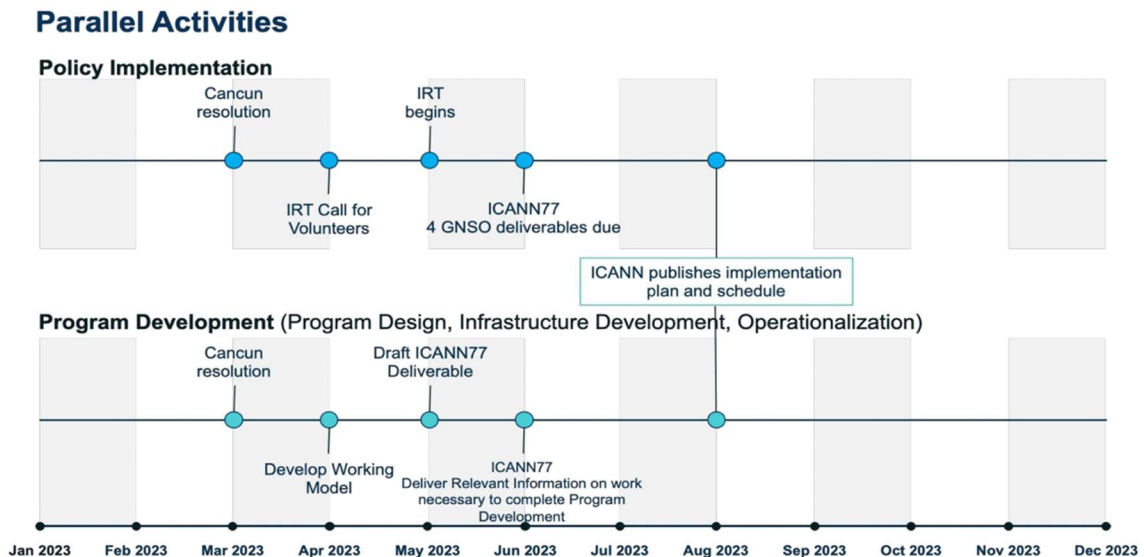 Parallel Activities
Policy Implementation
Cancun
resolution
IRT
begins
IRT Call for
Volunteers
ICANN77
4 GNSO deliverables due
ICANN publishes implementation
plan and schedule
Program Development (Program Design, Infrastructure Development, Operationalization)
Cancun
resolution
Draft ICANN77
Deliverable
Develop Working
Model
ICANN77
Deliver Relevant Information on work
necessary to complete Program
Development
Jan 2023 Feb 2023 Mar 2023 Apr 2023 May 2023 Jun 2023 Jul 2023 Aug 2023 Sep 2023 Oct 2023 Nov 2023 Dec 2023